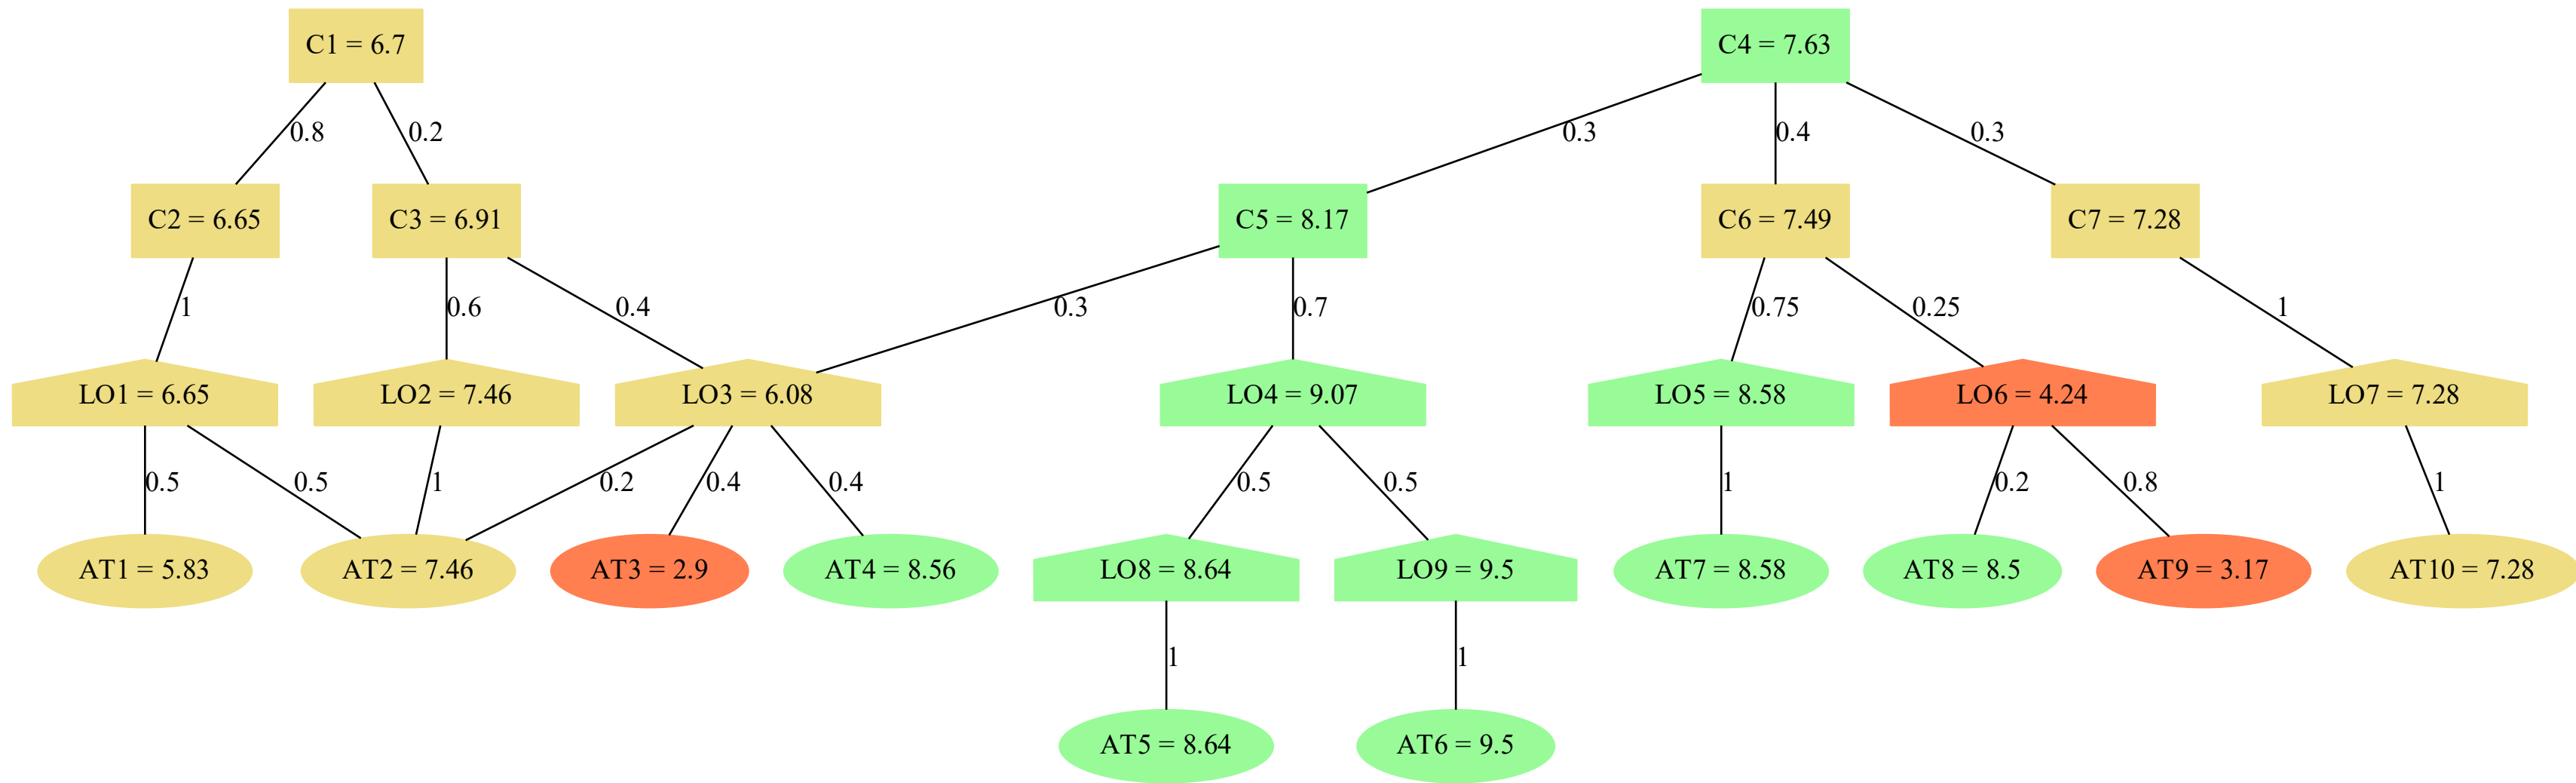 C1 = 6.7
C4 = 7.63
0.8
0.2
0.3
0.4
0.3
C2 = 6.65
C3 = 6.91
C5 = 8.17
C6 = 7.49
C7 = 7.28
1
0.6
0.4
0.3
0.7
0.75
0.25
1
LO1 = 6.65
LO2 = 7.46
LO3 = 6.08
LO4 = 9.07
LO5 = 8.58
LO6 = 4.24
LO7 = 7.28
0.5
0.5
1
0.2
0.4
0.4
0.5
0.5
1
0.2
0.8
1
AT1 = 5.83
AT2 = 7.46
AT3 = 2.9
AT4 = 8.56
LO8 = 8.64
LO9 = 9.5
AT7 = 8.58
AT8 = 8.5
AT9 = 3.17
AT10 = 7.28
1
1
AT5 = 8.64
AT6 = 9.5